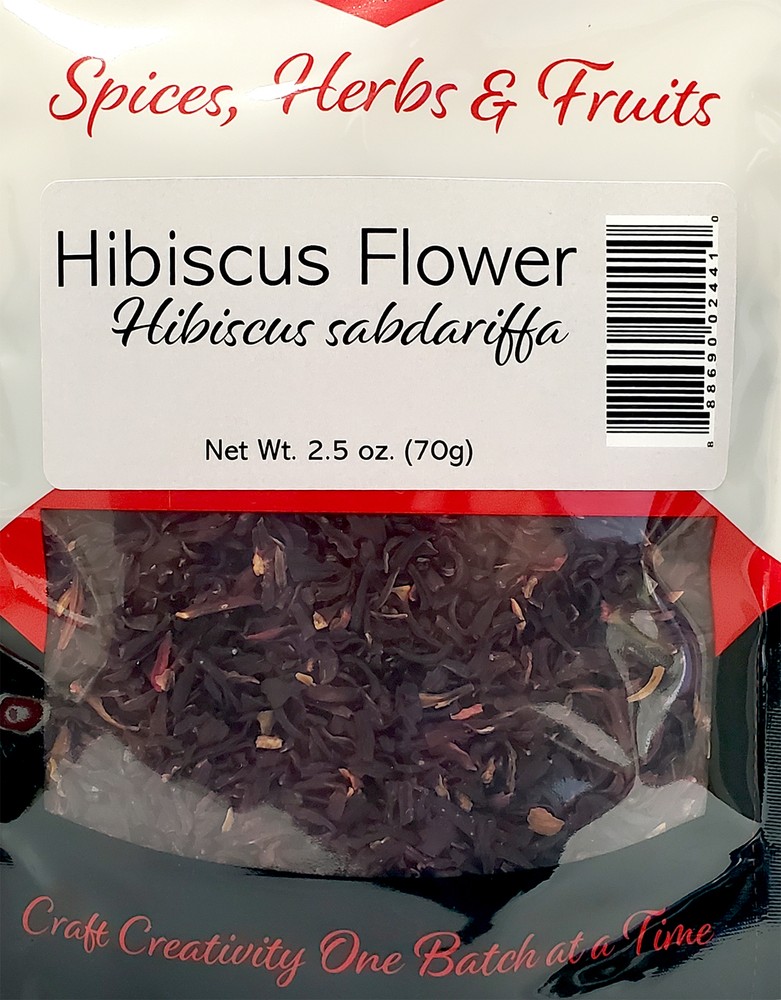 Spices, Herbs & Fruits
Hibiscus Flower
Hibiscus sabdariffa
Net Wt. 2.5 oz. (70g)
8 88690 02441 0
Craft Creativity One Batch at a Time